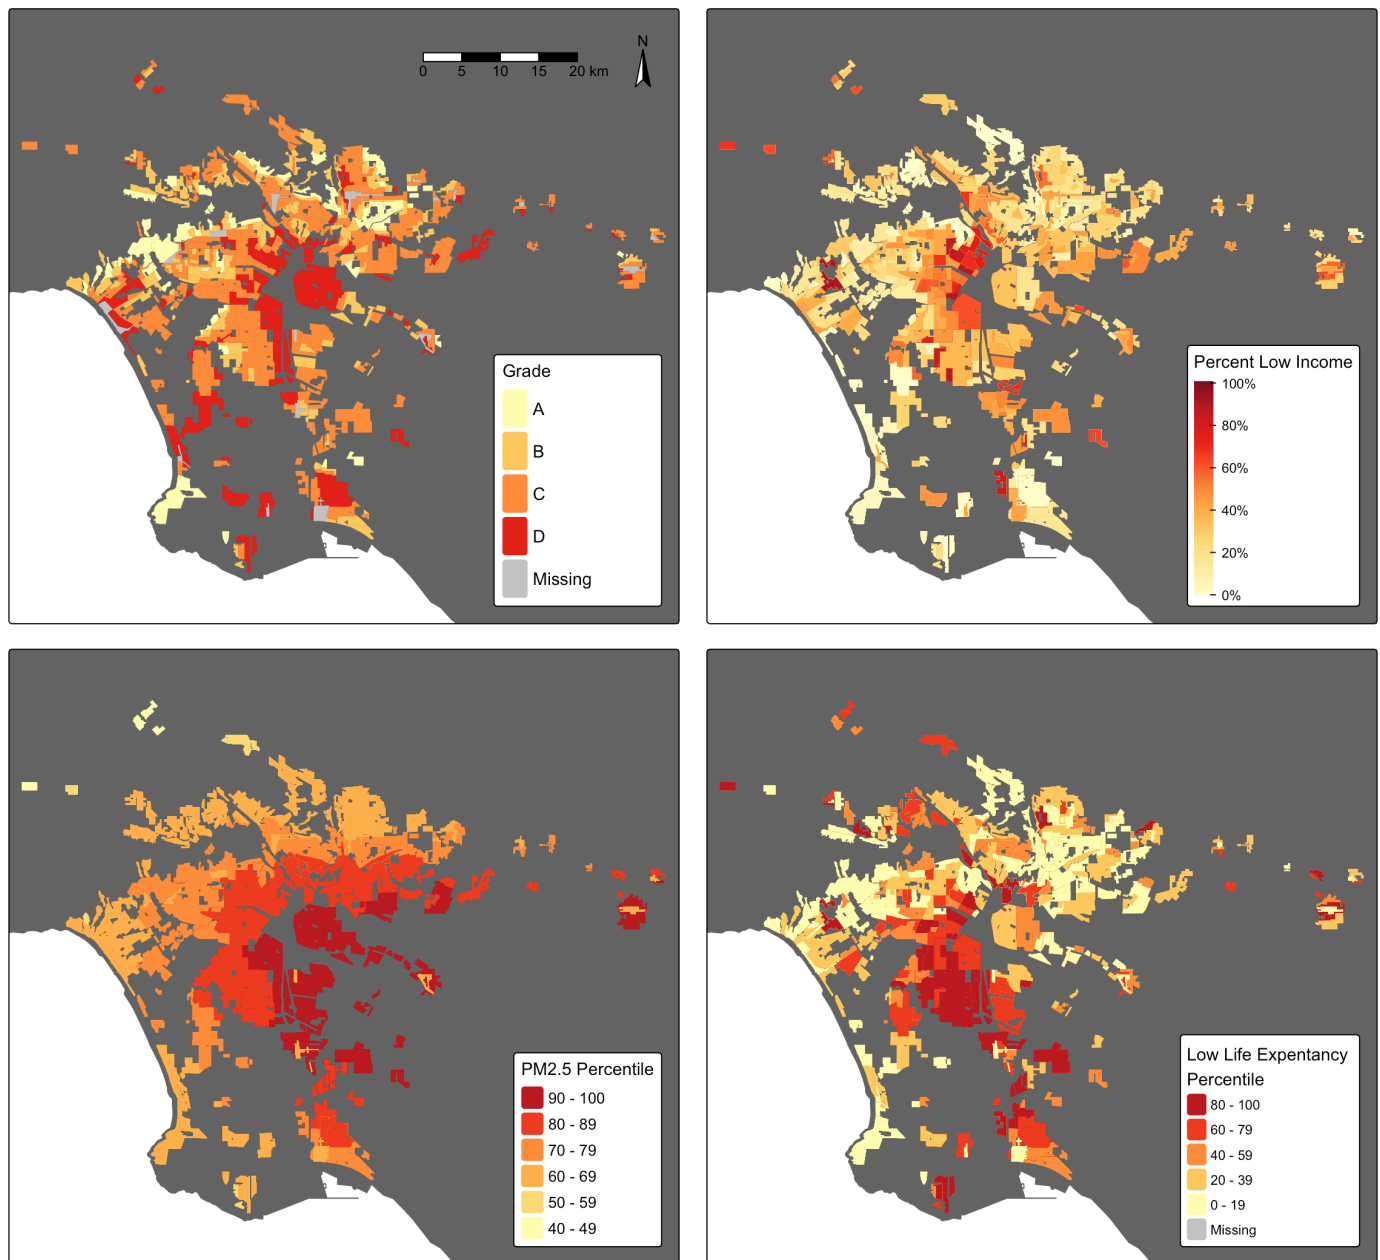 N
0 5 10 15 20 km
Grade
A
B
C
D
Missing
Percent Low Income
100%
80%
60%
40%
20%
0%
PM2.5 Percentile
90 - 100
80 - 89
70 - 79
60 - 69
50 - 59
40 - 49
Low Life Expentancy
Percentile
80 - 100
60 - 79
40 - 59
20 - 39
0 - 19
Missing